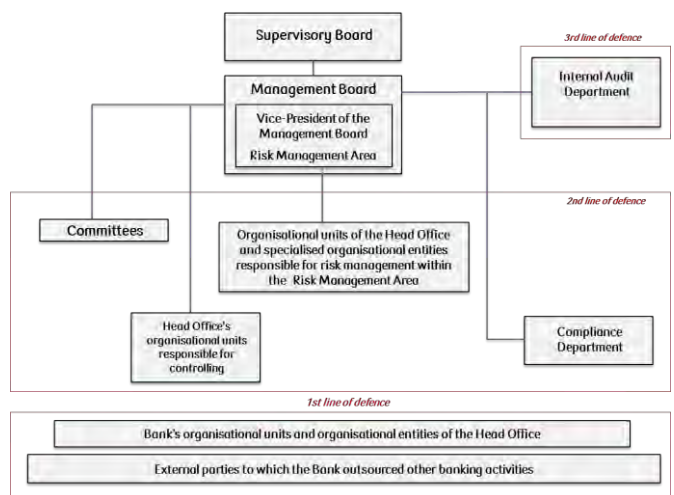 Supervisory Board
3rd line of defence
Internal Audit
Department
Management Board
Vice-President of the
Management Board
Risk Management Area
2nd line of defence
Committees
Organisational units of the Head Office
and specialised organisational entities
responsible for risk management within
the Risk Management Area
Head Office's
organisational units
responsible for
controlling
Compliance
Department
1st line of defence
Bank's organisational units and organisational entities of the Head Office
External parties to which the Bank outsourced other banking activities